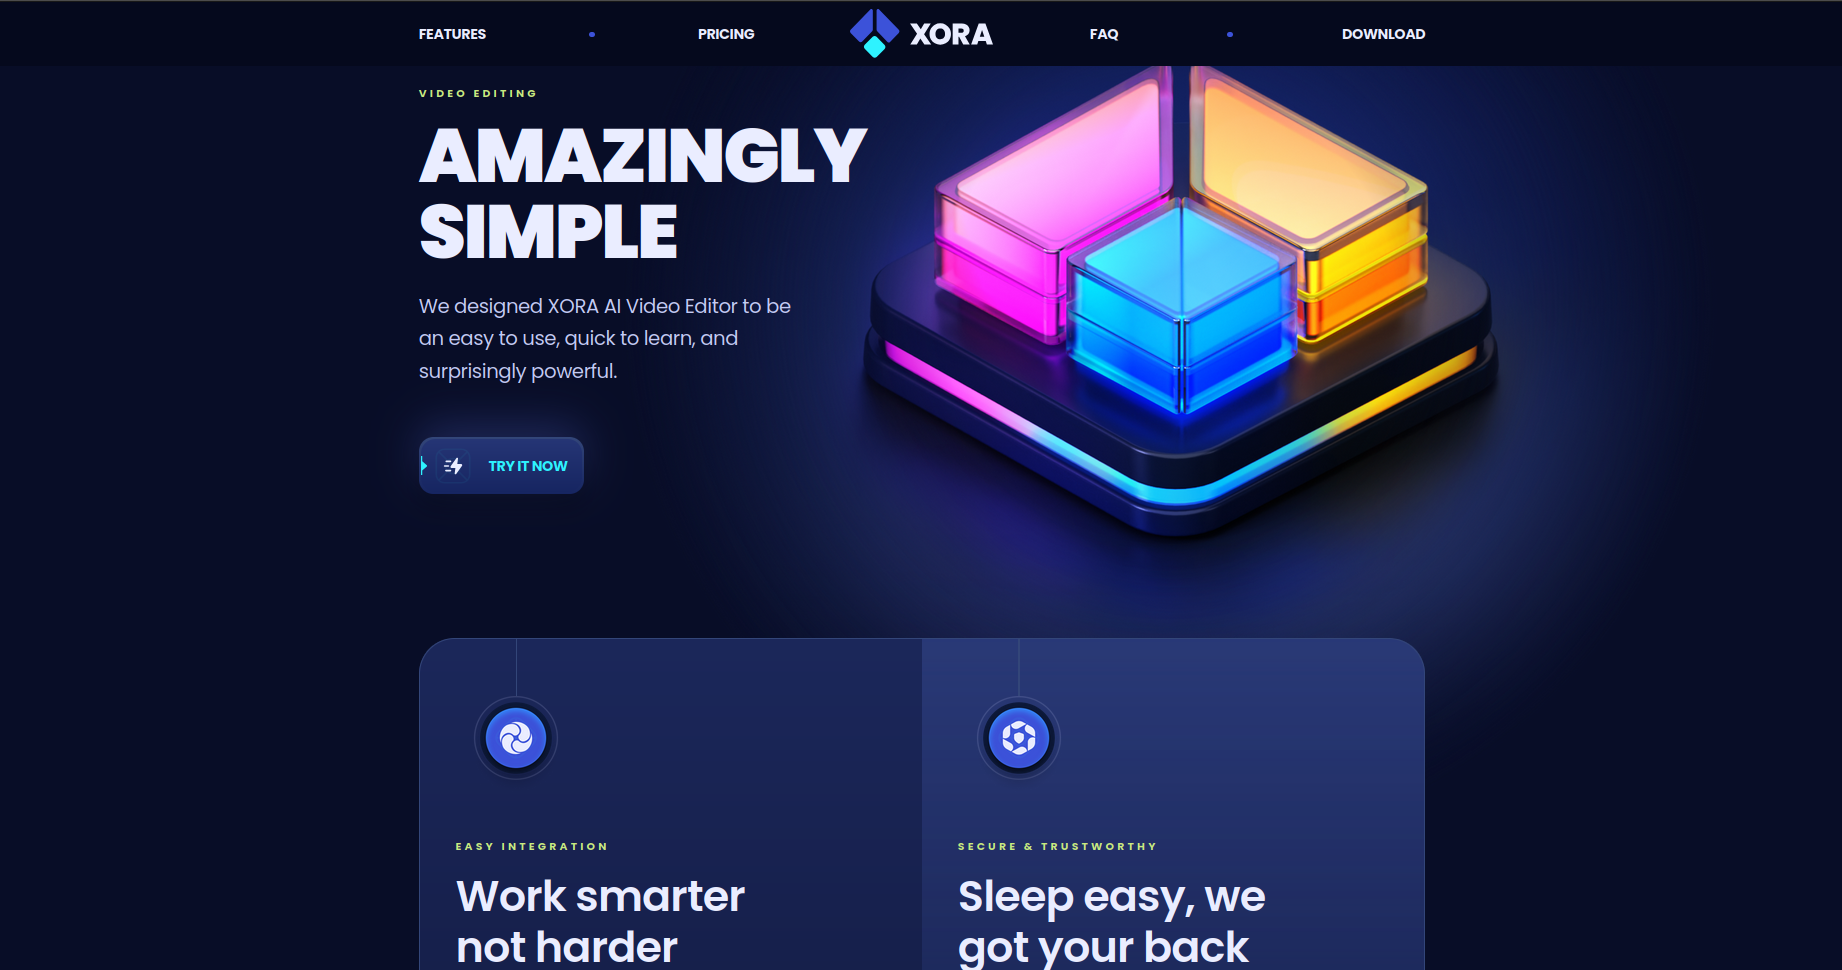 FEATURES
PRICING
XORA
FAQ
DOWNLOAD
VIDEO EDITING
AMAZINGLY
SIMPLE
We designed XORA AI Video Editor to be
an easy to use, quick to learn, and
surprisingly powerful.
TRY IT NOW
EASY INTEGRATION
Work smarter
not harder
SECURE & TRUSTWORTHY
Sleep easy, we
got your back